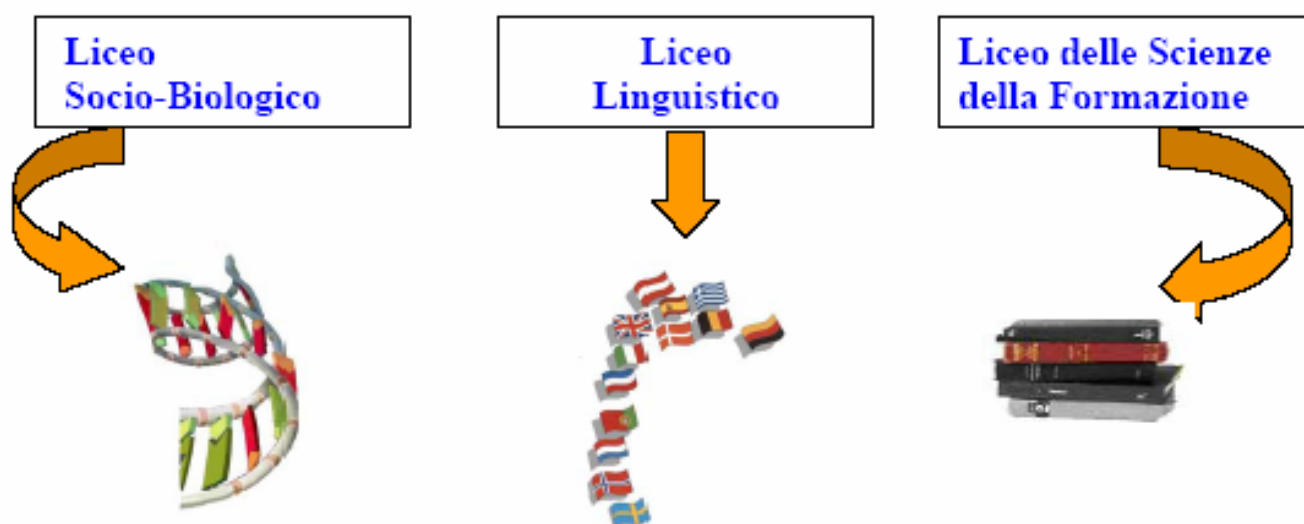 Liceo
Socio-Biologico
Liceo
Linguistico
Liceo delle Scienze
della Formazione